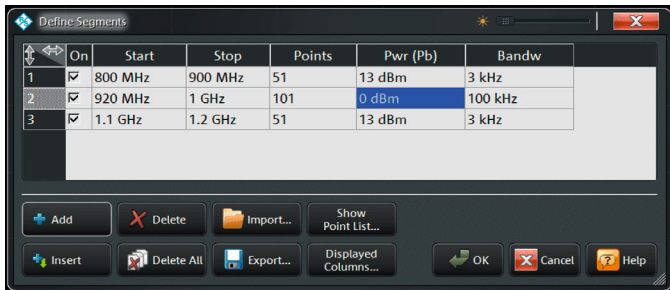 Define Segments
On Start Stop Points Pwr (Pb) Bandw
1 800 MHz 900 MHz 51 13 dBm 3 kHz
2 920 MHz 1 GHz 101 0 dBm 100 kHz
3 1.1 GHz 1.2 GHz 51 13 dBm 3 kHz
Add Delete Import... Show
Point List...
Insert Delete All Export... Displayed
Columns... OK Cancel Help